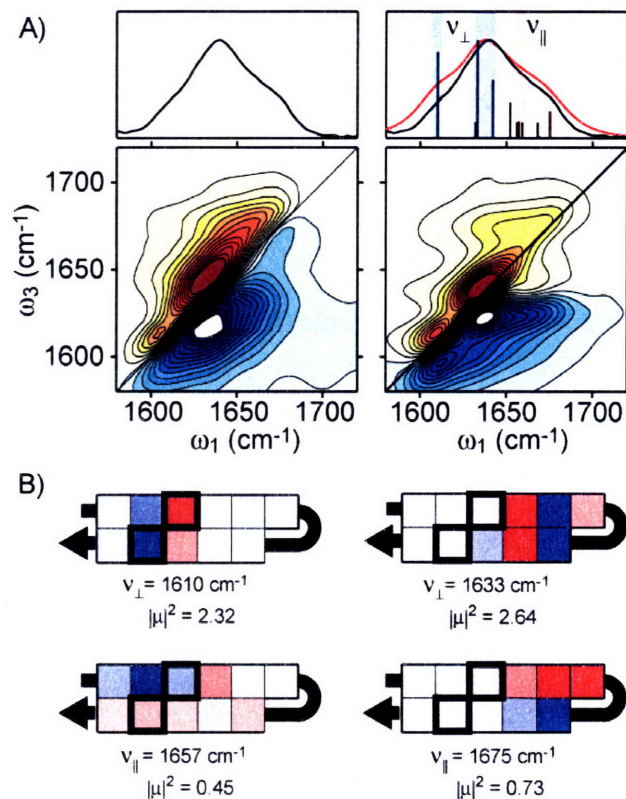 A)
ν⊥ ν∥
ω3 (cm-1)
1700
1650
1600
1600 1650 1700
1600 1650 1700
ω1 (cm-1)
ω1 (cm-1)
B)
ν⊥ = 1610 cm-1
|μ|2 = 2.32
ν⊥ = 1633 cm-1
|μ|2 = 2.64
ν∥ = 1657 cm-1
|μ|2 = 0.45
ν∥ = 1675 cm-1
|μ|2 = 0.73